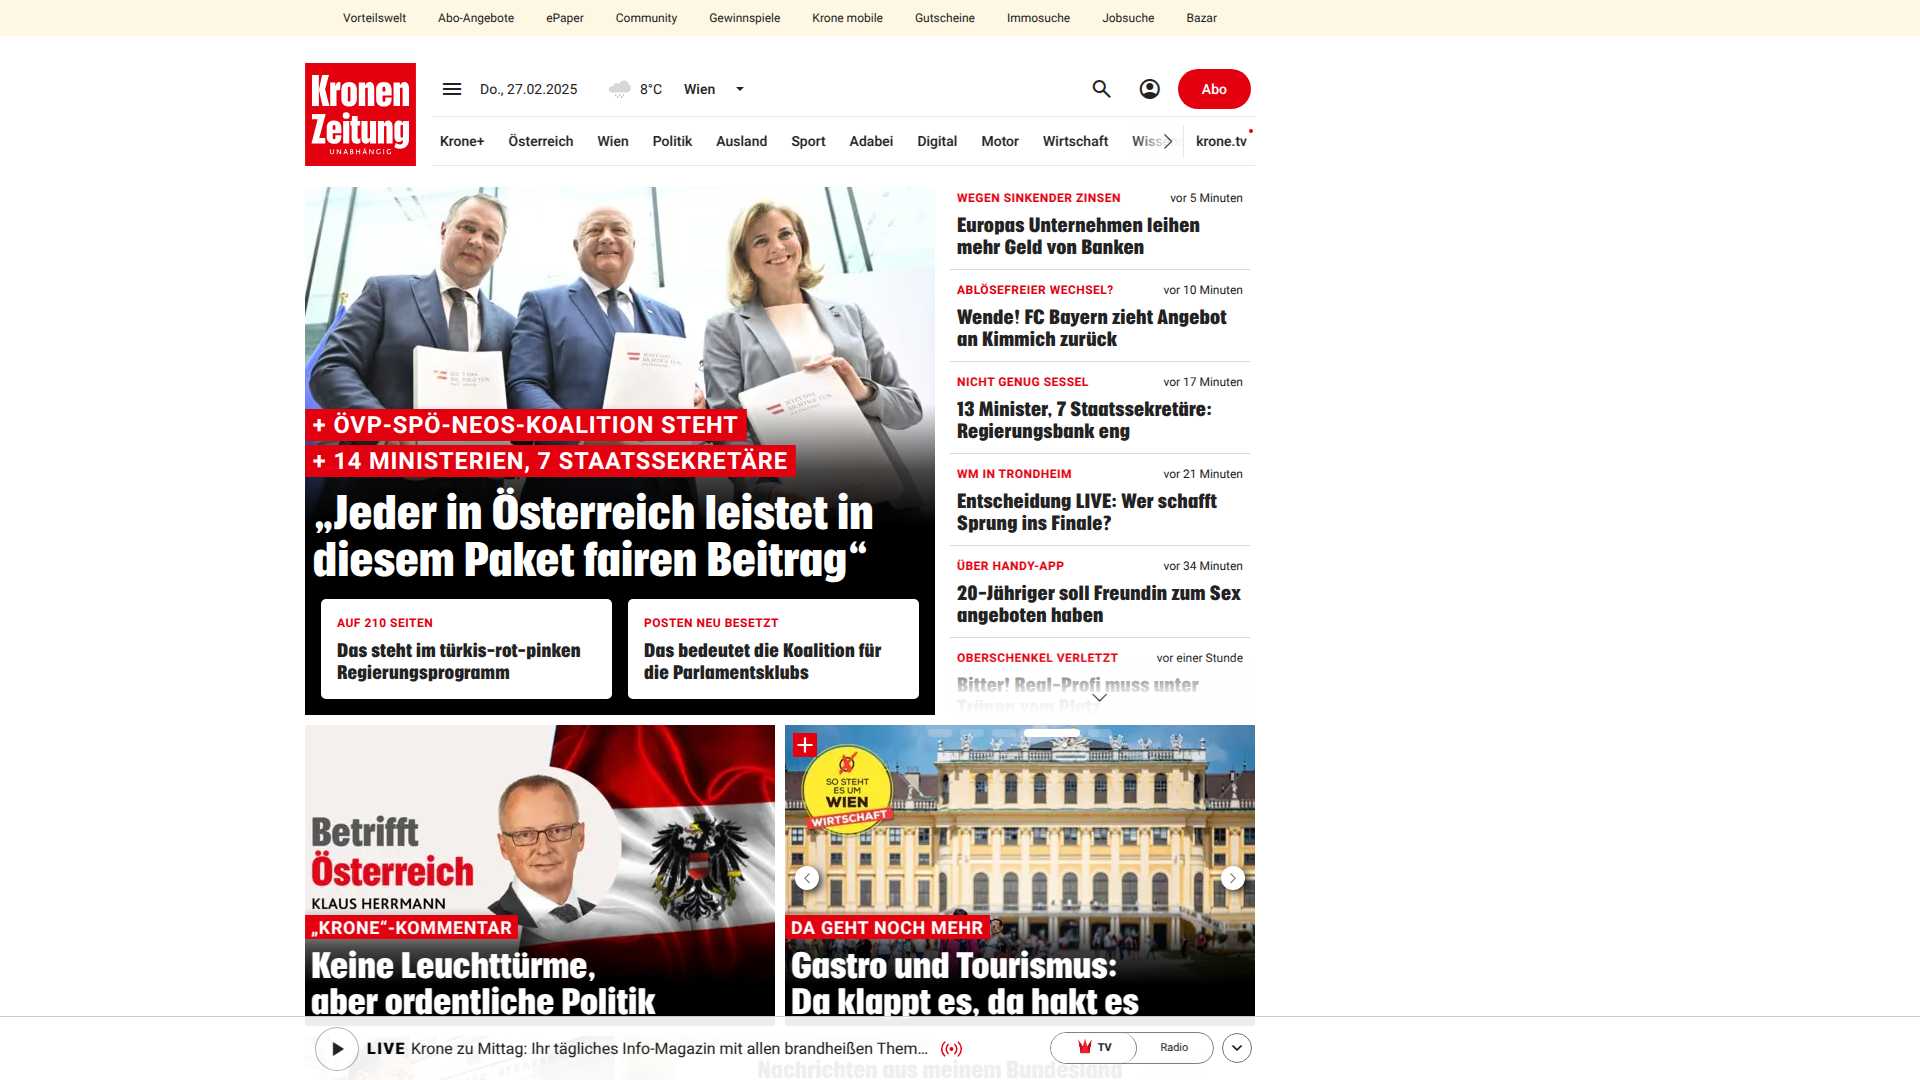 Vorteilswelt Abo-Angebote ePaper Community Gewinnspiele Krone mobile Gutscheine Immosuche Jobsuche Bazar
Kronen
Zeitung
UNABHÄNGIG
Do., 27.02.2025 8°C Wien
Abo
Krone+ Österreich Wien Politik Ausland Sport Adabei Digital Motor Wirtschaft krone.tv
+ ÖVP-SPÖ-NEOS-KOALITION STEHT
+ 14 MINISTERIEN, 7 STAATSSEKRETÄRE
„Jeder in Österreich leistet in
diesem Paket fairen Beitrag“
AUF 210 SEITEN
Das steht im türkis-rot-pinken
Regierungsprogramm
POSTEN NEU BESETZT
Das bedeutet die Koalition für
die Parlamentsklubs
WEGEN SINKENDER ZINSEN vor 5 Minuten
Europas Unternehmen leihen
mehr Geld von Banken
ABLÖSEFREIER WECHSEL? vor 10 Minuten
Wende! FC Bayern zieht Angebot
an Kimmich zurück
NICHT GENUG SESSEL vor 17 Minuten
13 Minister, 7 Staatssekretäre:
Regierungsbank eng
WM IN TRONDHEIM vor 21 Minuten
Entscheidung LIVE: Wer schafft
Sprung ins Finale?
ÜBER HANDY-APP vor 34 Minuten
20-Jähriger soll Freundin zum Sex
angeboten haben
OBERSCHENKEL VERLETZT vor einer Stunde
Bitter! Real-Profi muss unter
Tränen vom Platz
Betrifft
Österreich
KLAUS HERRMANN
„KRONE“-KOMMENTAR
Keine Leuchttürme,
aber ordentliche Politik
SO STEHT
ES UM
WIEN
WIRTSCHAFT
DA GEHT NOCH MEHR
Gastro und Tourismus:
Da klappt es, da hakt es
LIVE Krone zu Mittag: Ihr tägliches Info-Magazin mit allen brandheißen Them...
TV Radio
Nachrichten aus meinem Bundesland